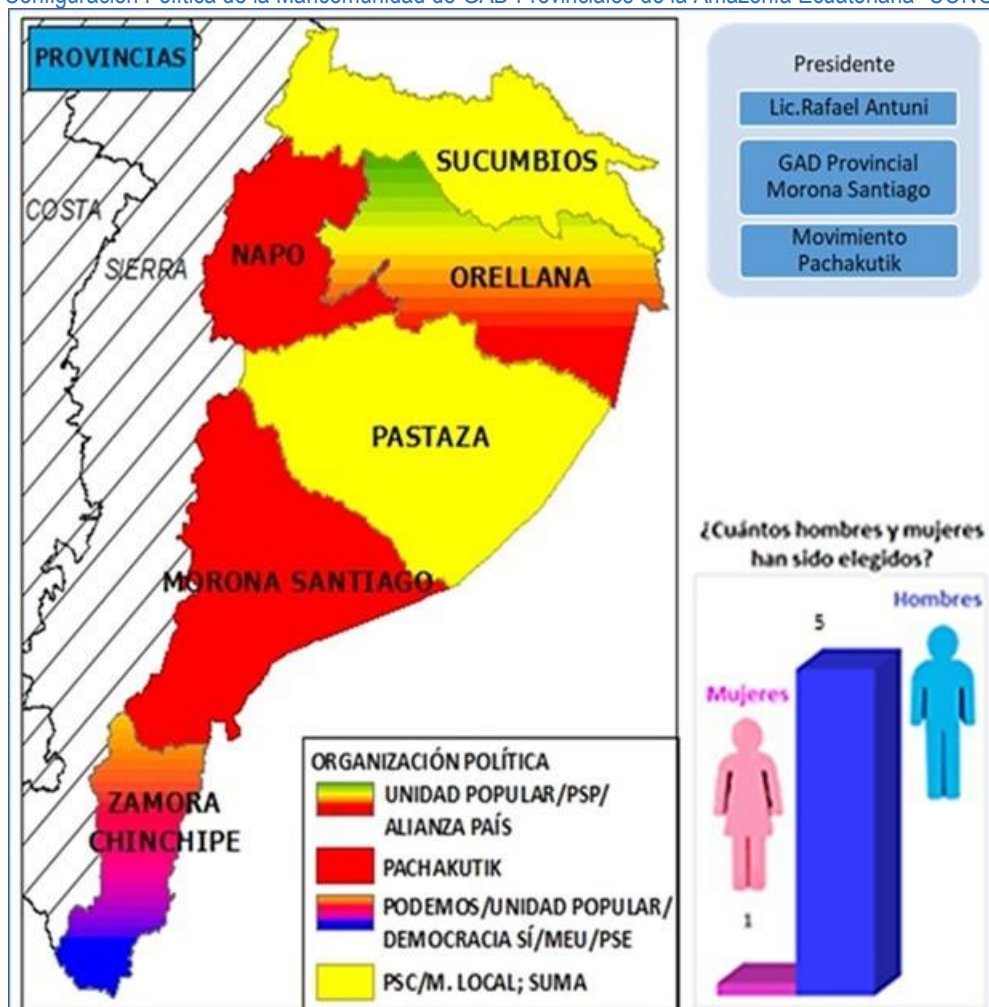 PROVINCIAS
COSTA
SIERRA
SUCUMBIOS
NAPO
ORELLANA
PASTAZA
MORONA SANTIAGO
ZAMORA
CHINCHIPE
ORGANIZACIÓN POLÍTICA
UNIDAD POPULAR/PSP/
ALIANZA PAÍS
PACHAKUTIK
PODEMOS/UNIDAD POPULAR/
DEMOCRACIA SÍ/MEU/PSE
PSC/M. LOCAL; SUMA
Presidente
Lic.Rafael Antuni
GAD Provincial
Morona Santiago
Movimiento
Pachakutik
¿Cuántos hombres y mujeres
han sido elegidos?
Hombres
5
Mujeres
1